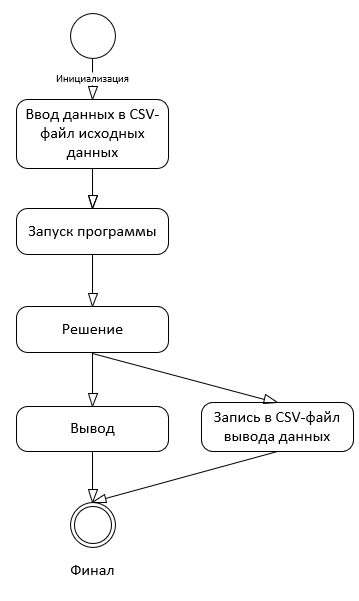 Инициализация
Ввод данных в CSV-
файл исходных
данных
Запуск программы
Решение
Вывод
Запись в CSV-файл
вывода данных
Финал